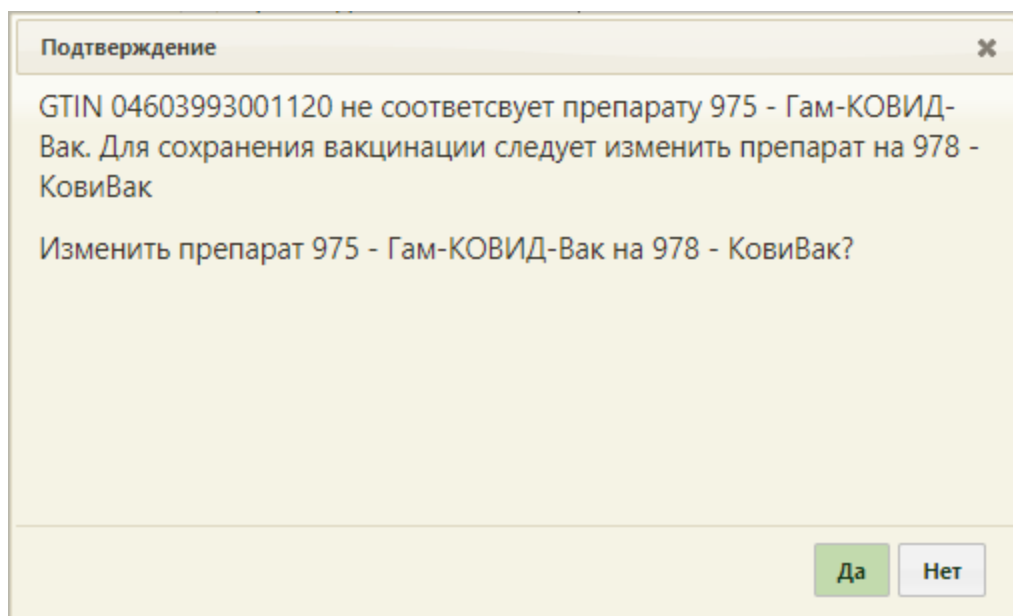 Подтверждение
GTIN 04603993001120 не соответсвует препарату 975 - Гам-КОВИД-
Вак. Для сохранения вакцинации следует изменить препарат на 978 -
КовиВак
Изменить препарат 975 - Гам-КОВИД-Вак на 978 - КовиВак?
Да Нет